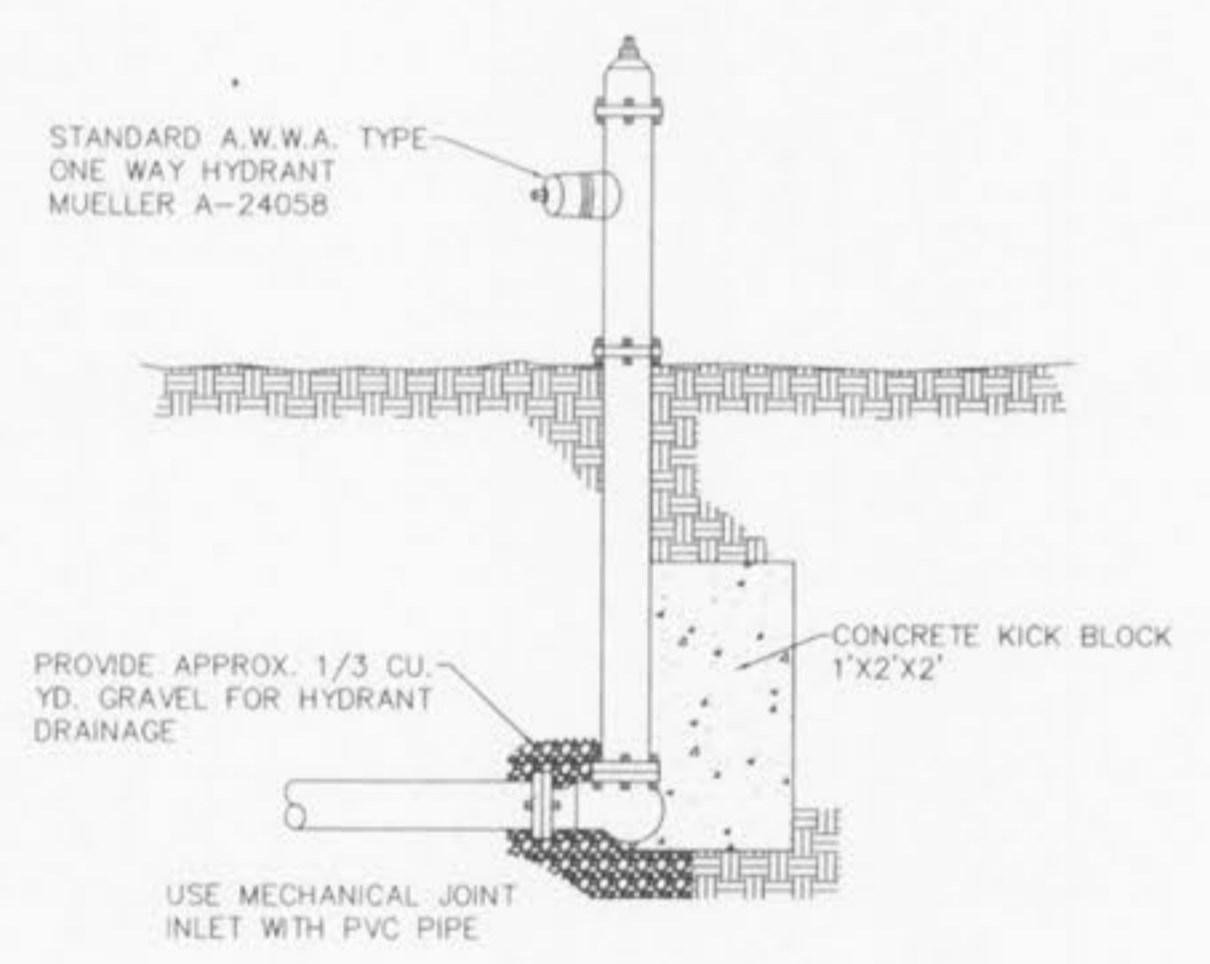 STANDARD A.W.W.A. TYPE
ONE WAY HYDRANT
MUELLER A-24058
CONCRETE KICK BLOCK
1'X2'X2'
PROVIDE APPROX. 1/3 CU.
YD. GRAVEL FOR HYDRANT
DRAINAGE
USE MECHANICAL JOINT
INLET WITH PVC PIPE